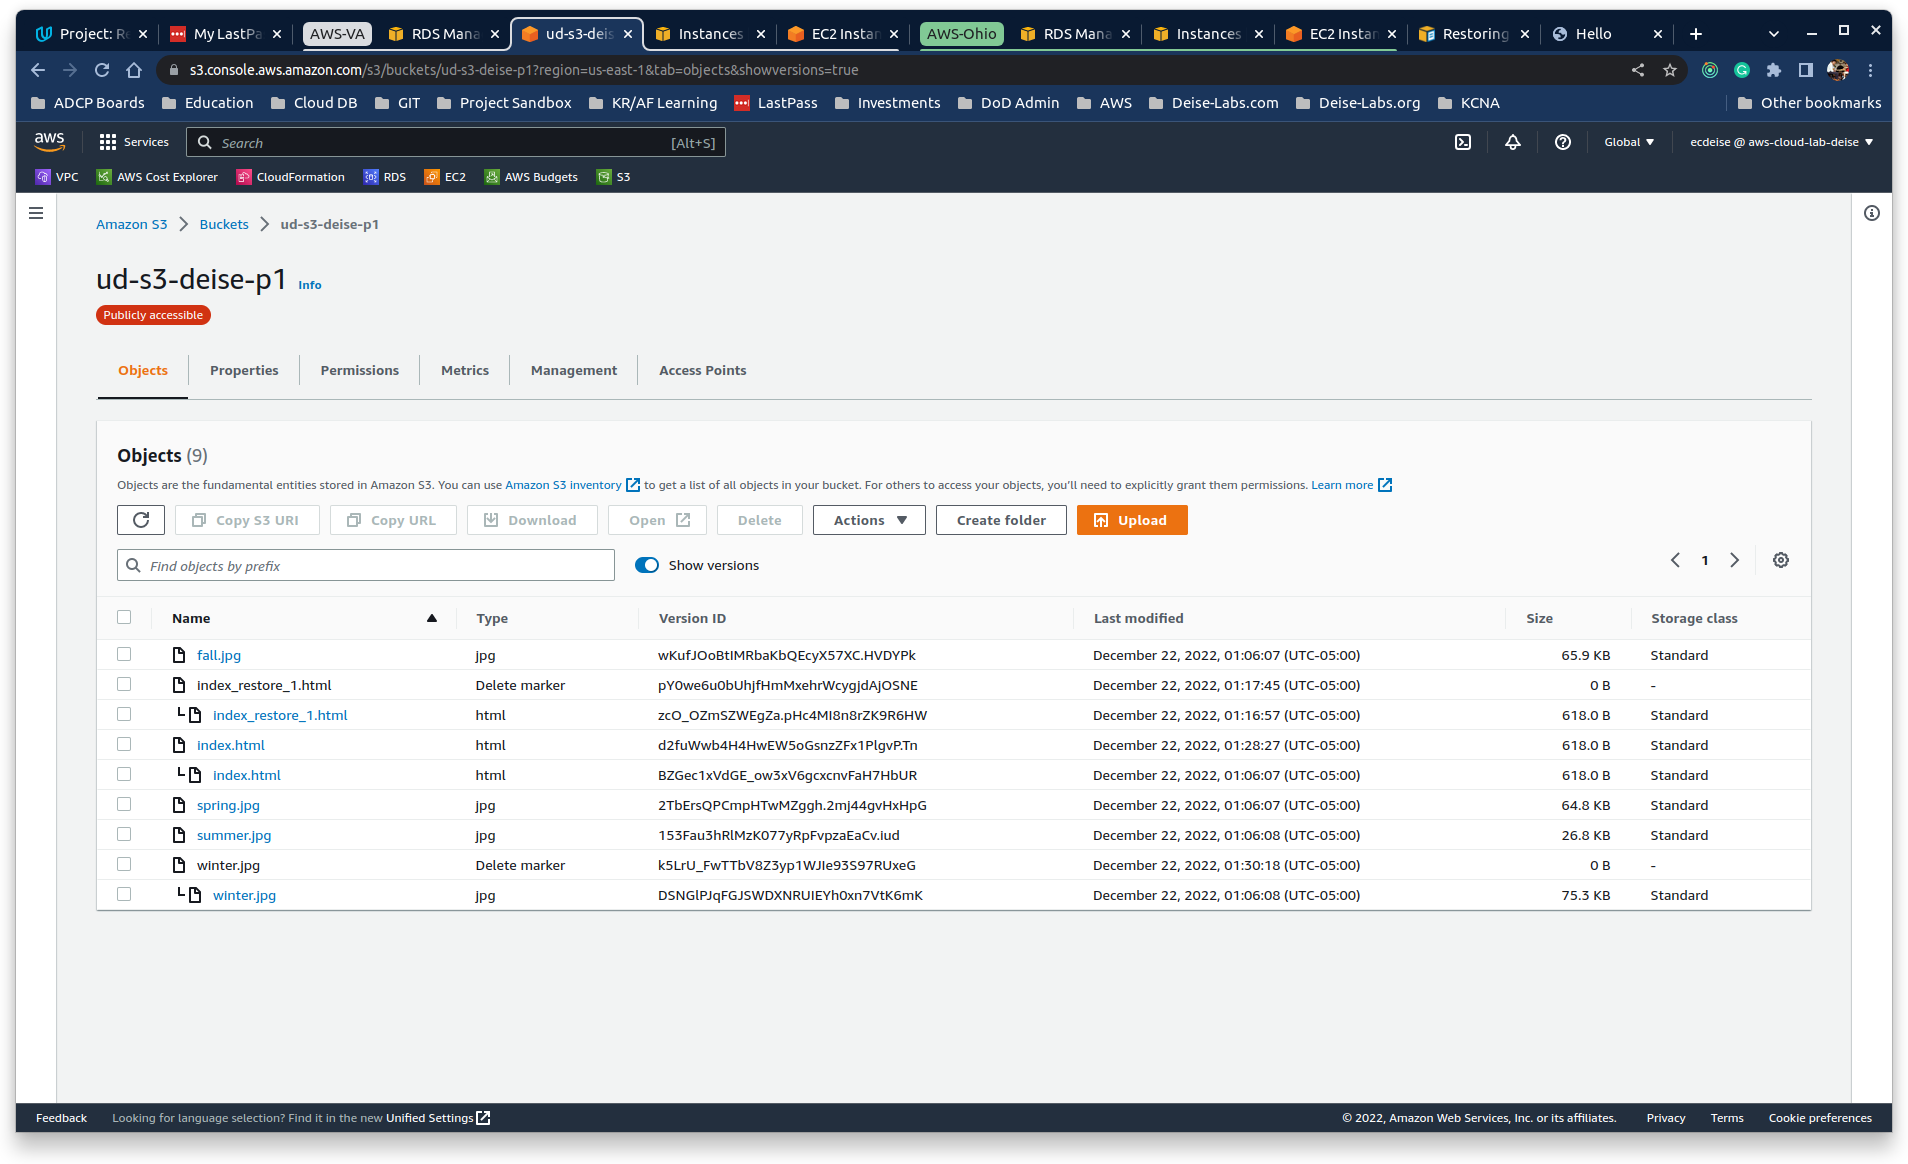 Project: R My LastPa AWS-VA RDS Mana ud-s3-deis Instances EC2 Instan AWS-Ohio RDS Mana Instances EC2 Instan Restoring Hello
s3.console.aws.amazon.com/s3/buckets/ud-s3-deise-p1?region=us-east-1&tab=objects&showversions=true
ADCP Boards Education Cloud DB GIT Project Sandbox KR/AF Learning LastPass Investments DoD Admin AWS Deise-Labs.com Deise-Labs.org KCNA Other bookmarks
aws Services Search [Alt+S] Global ecdeise @ aws-cloud-lab-deise
VPC AWS Cost Explorer CloudFormation RDS EC2 AWS Budgets S3
Amazon S3 Buckets ud-s3-deise-p1
ud-s3-deise-p1 Info
Publicly accessible
Objects Properties Permissions Metrics Management Access Points
Objects (9)
Objects are the fundamental entities stored in Amazon S3. You can use Amazon S3 inventory to get a list of all objects in your bucket. For others to access your objects, you'll need to explicitly grant them permissions. Learn more
Copy S3 URI Copy URL Download Open Delete Actions Create folder Upload
Find objects by prefix Show versions 1
Name Type Version ID Last modified Size Storage class
fall.jpg jpg wKufJOoBtIMRbaKbQEcyX57XC.HVDYPk December 22, 2022, 01:06:07 (UTC-05:00) 65.9 KB Standard
index_restore_1.html Delete marker pY0we6u0bUhjfHmMxehrWcygjdAjOSNE December 22, 2022, 01:17:45 (UTC-05:00) 0 B -
index_restore_1.html html zcO_OZmSZWEgZa.pHc4MI8n8rZK9R6HW December 22, 2022, 01:16:57 (UTC-05:00) 618.0 B Standard
index.html html d2fuWwb4H4HwEW5oGsnzZFx1PlgvP.Tn December 22, 2022, 01:28:27 (UTC-05:00) 618.0 B Standard
index.html html BZGec1xVdGE_ow3xV6gcxcnvFaH7HbUR December 22, 2022, 01:06:07 (UTC-05:00) 618.0 B Standard
spring.jpg jpg 2TbErsQPCmpHTwMZggh.2mj44gvHxHpG December 22, 2022, 01:06:07 (UTC-05:00) 64.8 KB Standard
summer.jpg jpg 153Fau3hRlMzK077yRpFvpzaEaCv.iud December 22, 2022, 01:06:08 (UTC-05:00) 26.8 KB Standard
winter.jpg Delete marker k5LrU_FwTTbV8Z3yp1WJIe93S97RUxeG December 22, 2022, 01:30:18 (UTC-05:00) 0 B -
winter.jpg jpg DSNGlPJqFGJSWDXNRUIEYh0xn7VtK6mK December 22, 2022, 01:06:08 (UTC-05:00) 75.3 KB Standard
Feedback Looking for language selection? Find it in the new Unified Settings © 2022, Amazon Web Services, Inc. or its affiliates. Privacy Terms Cookie preferences